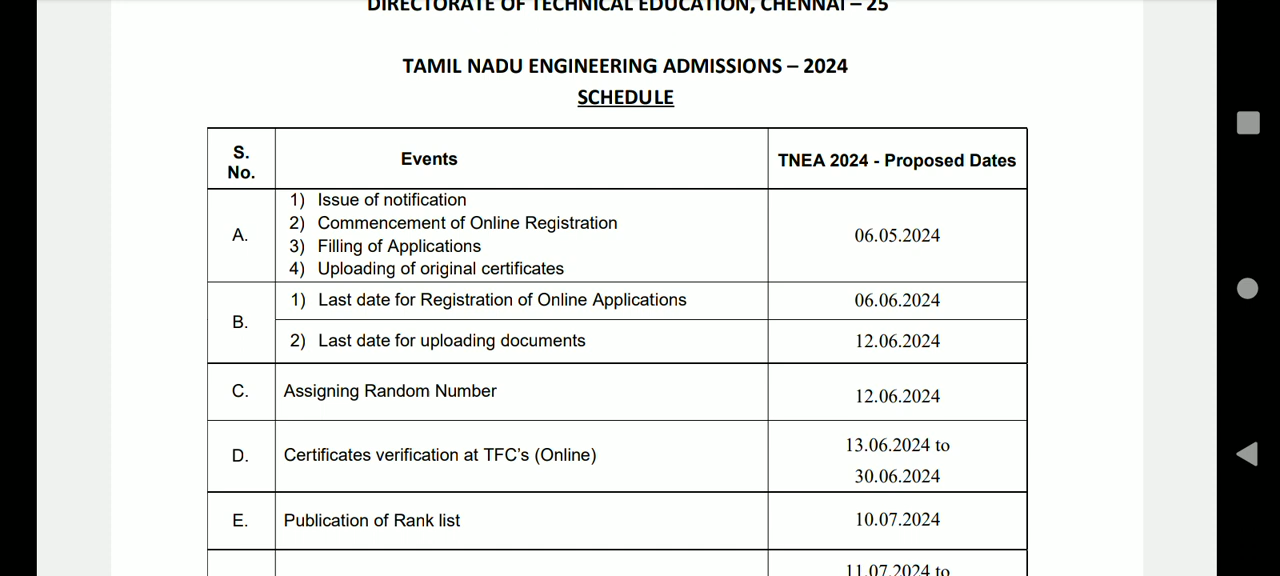 DIRECTORATE OF TECHNICAL EDUCATION, CHENNAI – 25
TAMIL NADU ENGINEERING ADMISSIONS – 2024
SCHEDULE
S. No.
Events
TNEA 2024 - Proposed Dates
A.
1) Issue of notification
2) Commencement of Online Registration
3) Filling of Applications
4) Uploading of original certificates
06.05.2024
B.
1) Last date for Registration of Online Applications
06.06.2024
2) Last date for uploading documents
12.06.2024
C.
Assigning Random Number
12.06.2024
D.
Certificates verification at TFC’s (Online)
13.06.2024 to
30.06.2024
E.
Publication of Rank list
10.07.2024
11.07.2024 to